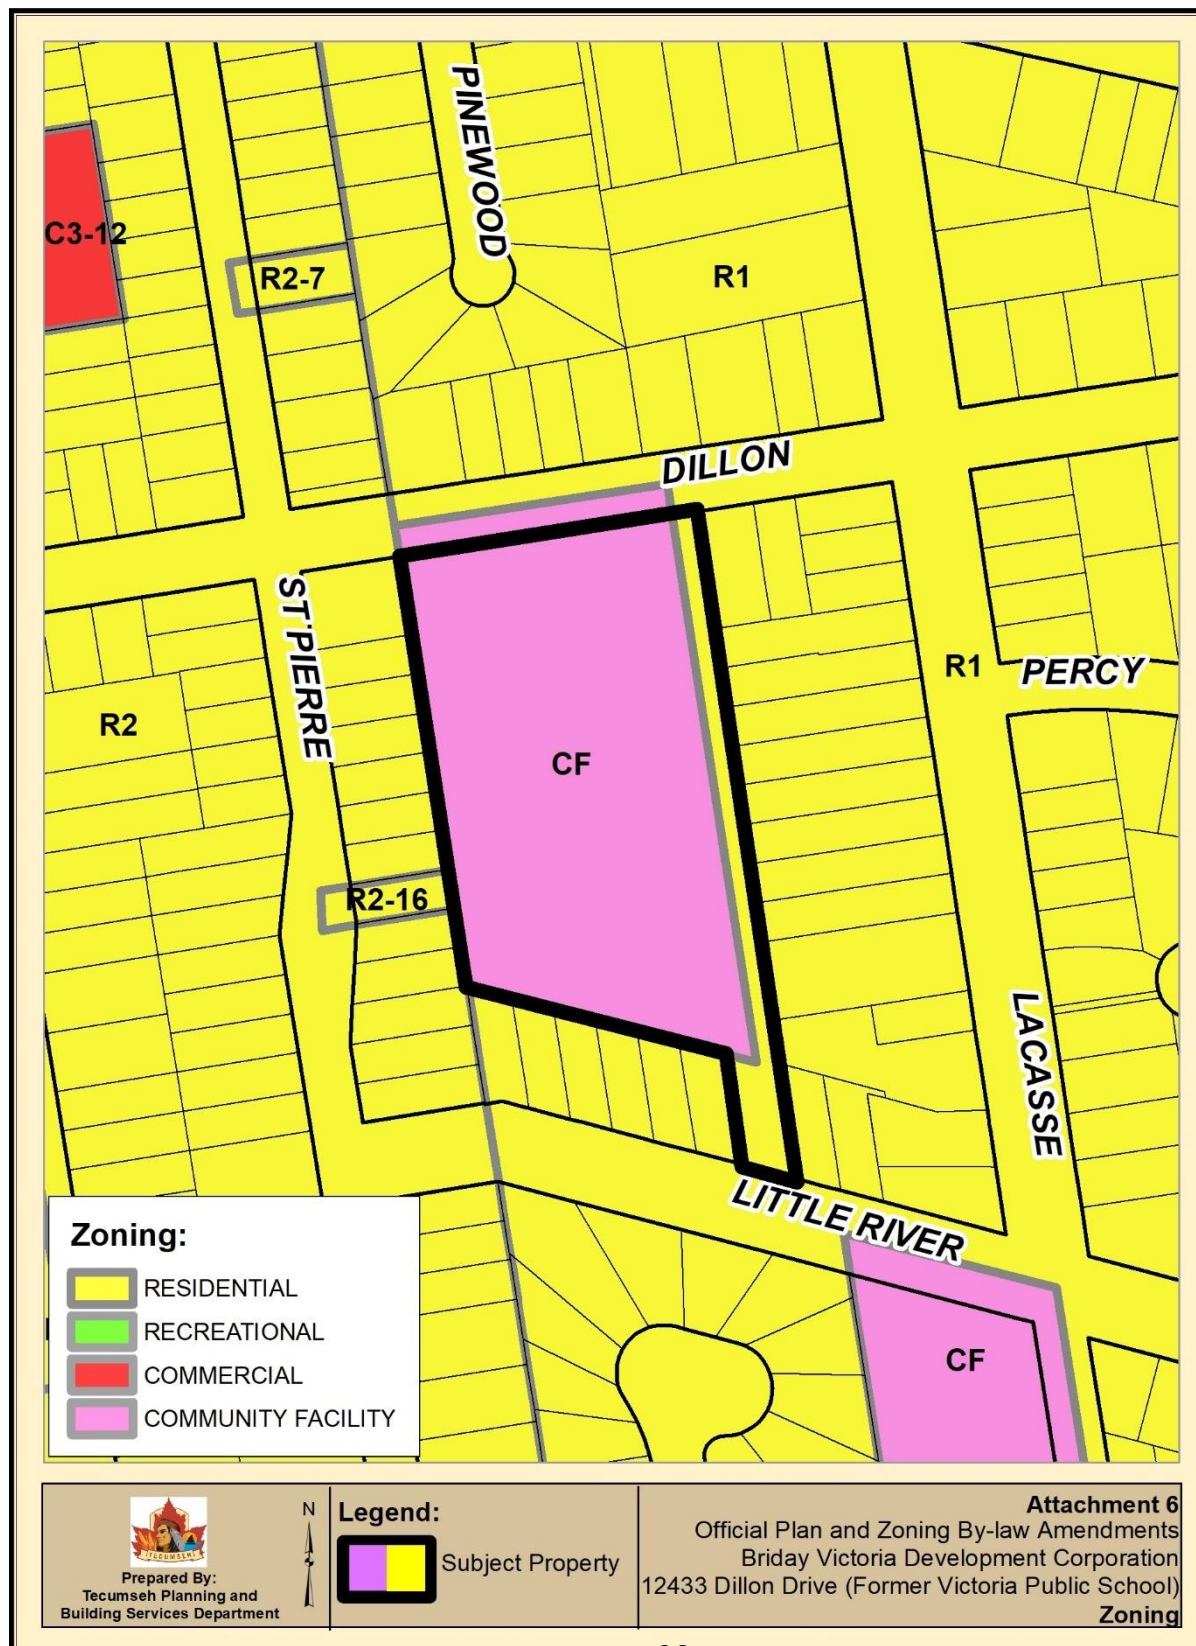 PINEWOOD
C3-12
R2-7
R1
DILLON
ST PIERRE
R1
PERCY
R2
CF
R2-16
LACASSE
LITTLE RIVER
CF
Zoning:
RESIDENTIAL
RECREATIONAL
COMMERCIAL
COMMUNITY FACILITY
TECUMSEH
Prepared By:
Tecumseh Planning and
Building Services Department
N
Legend:
Subject Property
Attachment 6
Official Plan and Zoning By-law Amendments
Briday Victoria Development Corporation
12433 Dillon Drive (Former Victoria Public School)
Zoning